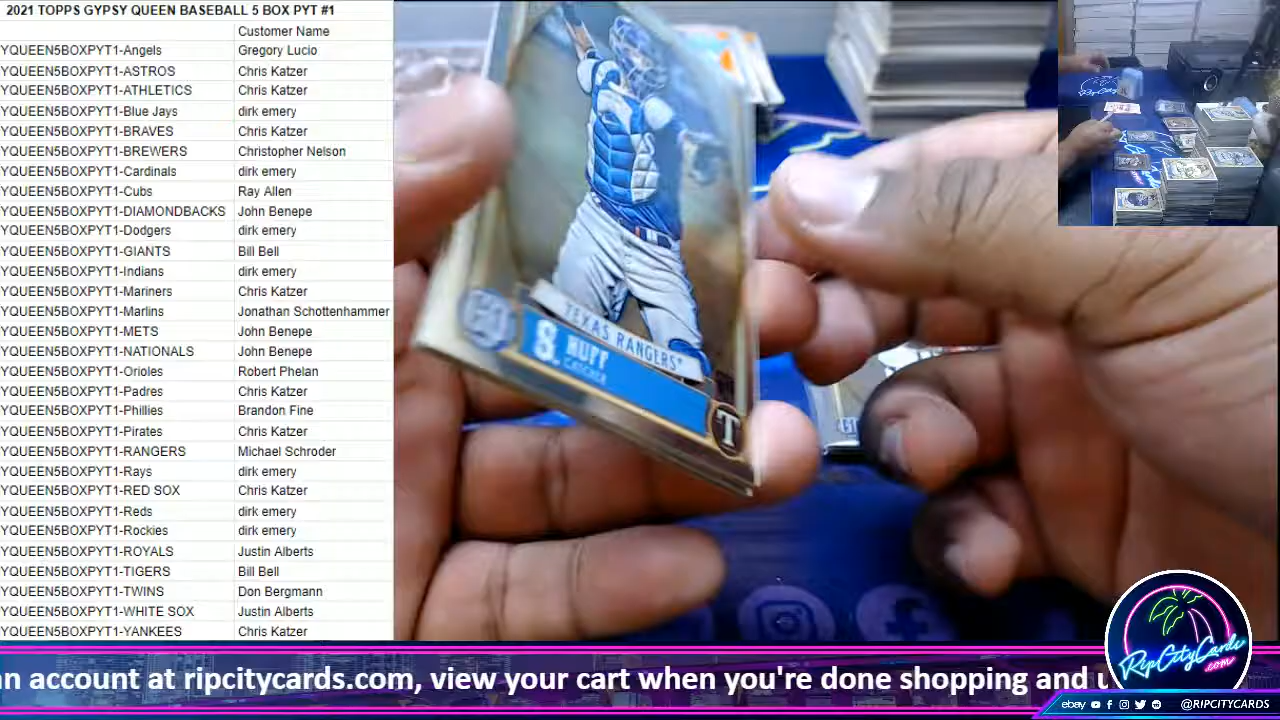 2021 TOPPS GYPSY QUEEN BASEBALL 5 BOX PYT #1
Customer Name
YQUEEN5BOXPYT1-Angels Gregory Lucio
YQUEEN5BOXPYT1-ASTROS Chris Katzer
YQUEEN5BOXPYT1-ATHLETICS Chris Katzer
YQUEEN5BOXPYT1-Blue Jays dirk emery
YQUEEN5BOXPYT1-BRAVES Chris Katzer
YQUEEN5BOXPYT1-BREWERS Christopher Nelson
YQUEEN5BOXPYT1-Cardinals dirk emery
YQUEEN5BOXPYT1-Cubs Ray Allen
YQUEEN5BOXPYT1-DIAMONDBACKS John Benepe
YQUEEN5BOXPYT1-Dodgers dirk emery
YQUEEN5BOXPYT1-GIANTS Bill Bell
YQUEEN5BOXPYT1-Indians dirk emery
YQUEEN5BOXPYT1-Mariners Chris Katzer
YQUEEN5BOXPYT1-Marlins Jonathan Schottenhammer
YQUEEN5BOXPYT1-METS John Benepe
YQUEEN5BOXPYT1-NATIONALS John Benepe
YQUEEN5BOXPYT1-Orioles Robert Phelan
YQUEEN5BOXPYT1-Padres Chris Katzer
YQUEEN5BOXPYT1-Phillies Brandon Fine
YQUEEN5BOXPYT1-Pirates Chris Katzer
YQUEEN5BOXPYT1-RANGERS Michael Schroder
YQUEEN5BOXPYT1-Rays dirk emery
YQUEEN5BOXPYT1-RED SOX Chris Katzer
YQUEEN5BOXPYT1-Reds dirk emery
YQUEEN5BOXPYT1-Rockies dirk emery
YQUEEN5BOXPYT1-ROYALS Justin Alberts
YQUEEN5BOXPYT1-TIGERS Bill Bell
YQUEEN5BOXPYT1-TWINS Don Bergmann
YQUEEN5BOXPYT1-WHITE SOX Justin Alberts
YQUEEN5BOXPYT1-YANKEES Chris Katzer
TEXAS RANGERS
S. HUFF
CATCHER
T
n account at ripcitycards.com, view your cart when you're done shopping and u
RipCityCards
.com
ebay @RIPCITYCARDS